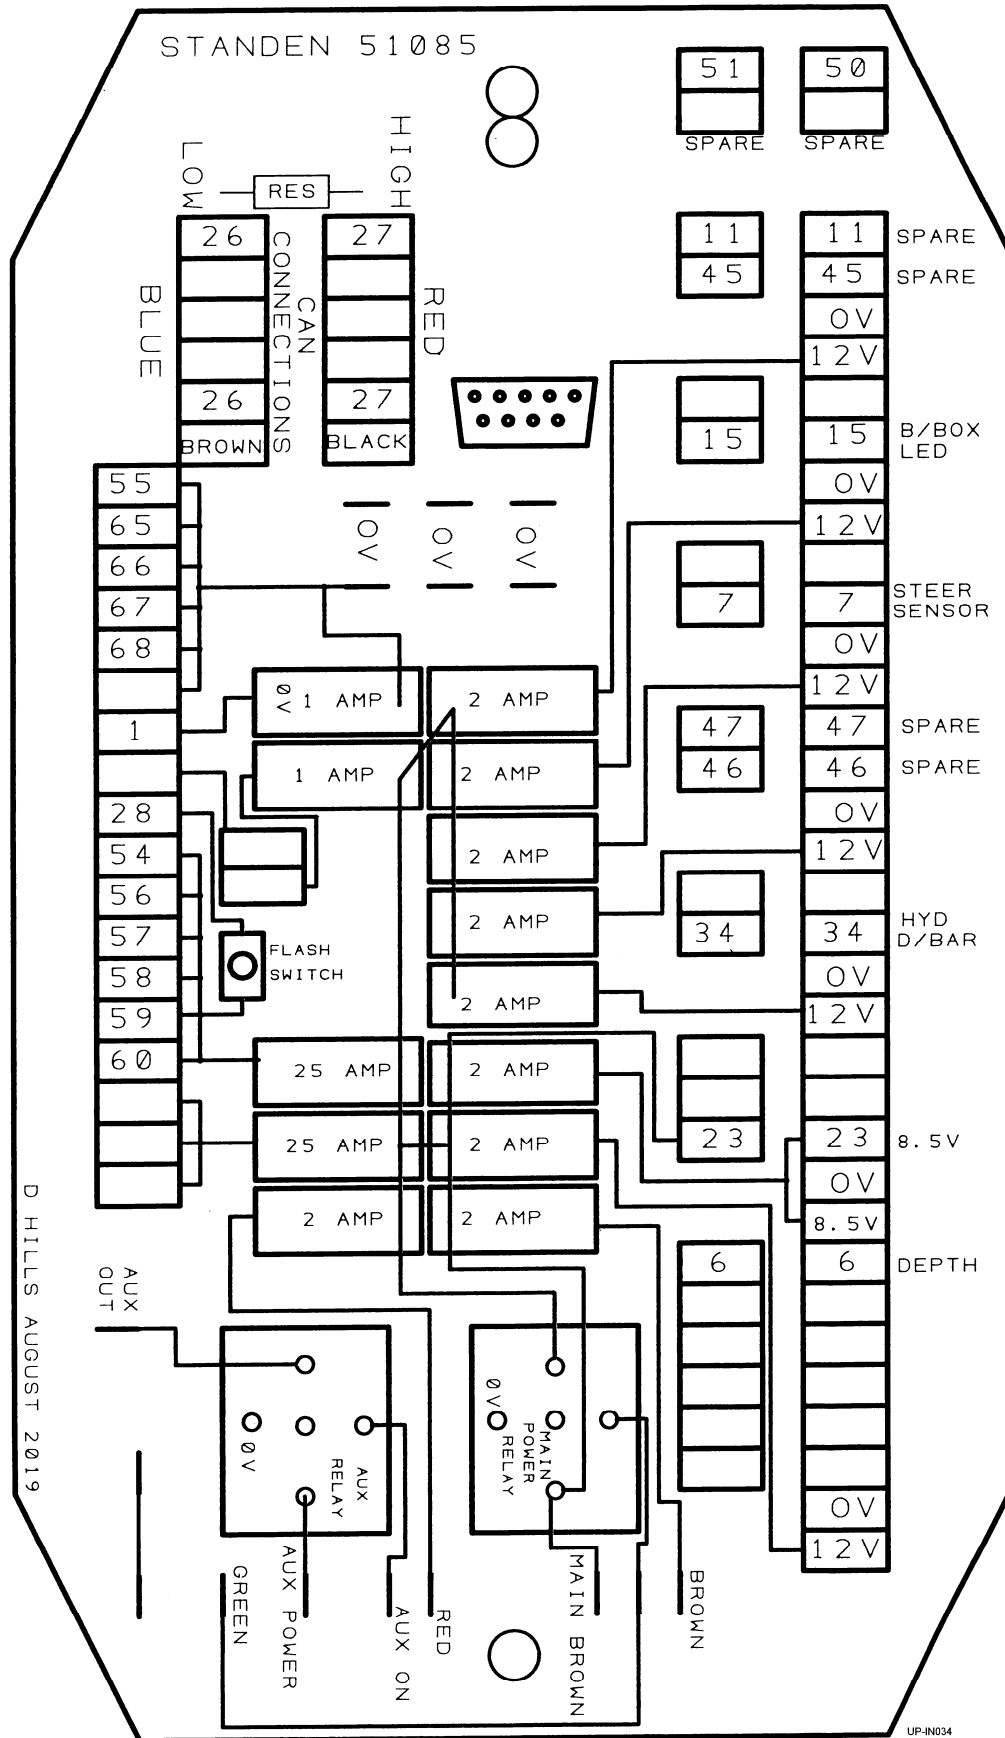 STANDEN 51085
51
50
SPARE
SPARE
LOW
RES
HIGH
26
27
CONNECTIONS
CAN
BLUE
RED
26
27
BROWN
BLACK
11
11
SPARE
45
45
SPARE
0V
12V
15
15
B/BOX
LED
0V
12V
7
7
STEER
SENSOR
0V
12V
47
47
SPARE
46
46
SPARE
0V
12V
34
34
HYD
D/BAR
0V
12V
23
23
8.5V
0V
8.5V
6
6
DEPTH
0V
12V
55
65
66
67
68
1
28
54
56
57
58
59
60
0V
0V
0V
0V
1 AMP
2 AMP
1 AMP
2 AMP
2 AMP
2 AMP
2 AMP
FLASH
SWITCH
25 AMP
2 AMP
25 AMP
2 AMP
2 AMP
2 AMP
AUX
OUT
0V
AUX
RELAY
0V
MAIN
POWER
RELAY
GREEN
AUX POWER
AUX ON
RED
MAIN BROWN
BROWN
D HILLS AUGUST 2019
UP-IN034